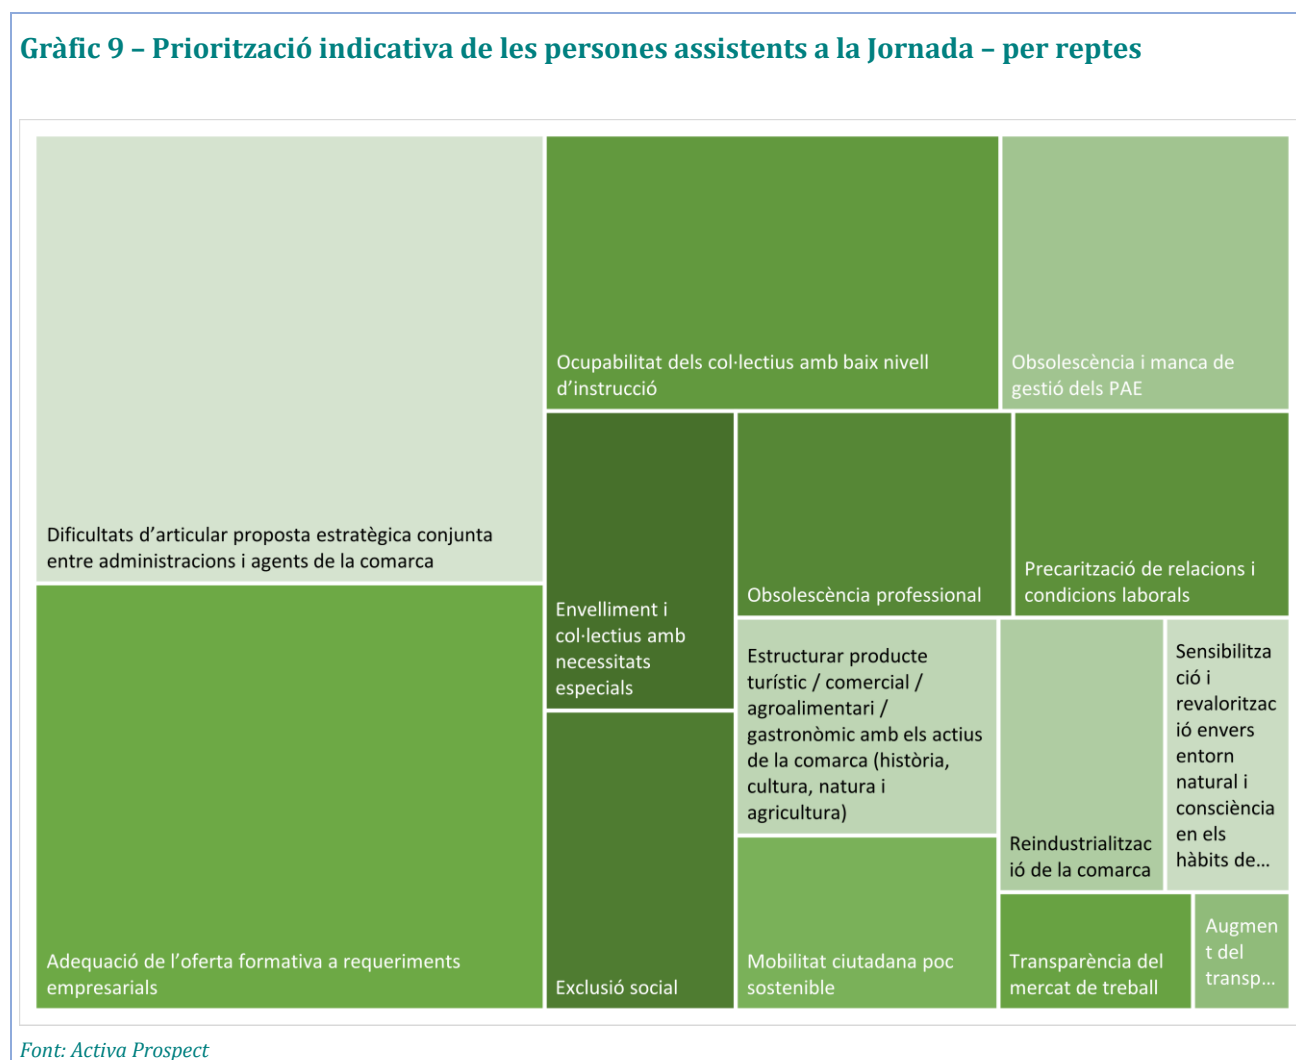 Gràfic 9 – Priorització indicativa de les persones assistents a la Jornada – per reptes
Dificultats d’articular proposta estratègica conjunta
entre administracions i agents de la comarca
Adequació de l’oferta formativa a requeriments
empresarials
Ocupabilitat dels col·lectius amb baix nivell
d’instrucció
Obsolescència i manca de
gestió dels PAE
Envelliment i
col·lectius amb
necessitats
especials
Exclusió social
Obsolescència professional
Precarització de relacions i
condicions laborals
Estructurar producte
turístic / comercial /
agroalimentari /
gastronòmic amb els actius
de la comarca (història,
cultura, natura i
agricultura)
Mobilitat ciutadana poc
sostenible
Reindustrialitzac
ió de la comarca
Sensibilitza
ció i
revaloritzac
ió envers
entorn
natural i
consciència
en els
hàbits de…
Transparència del
mercat de treball
Augmen
t del
transp…
Font: Activa Prospect